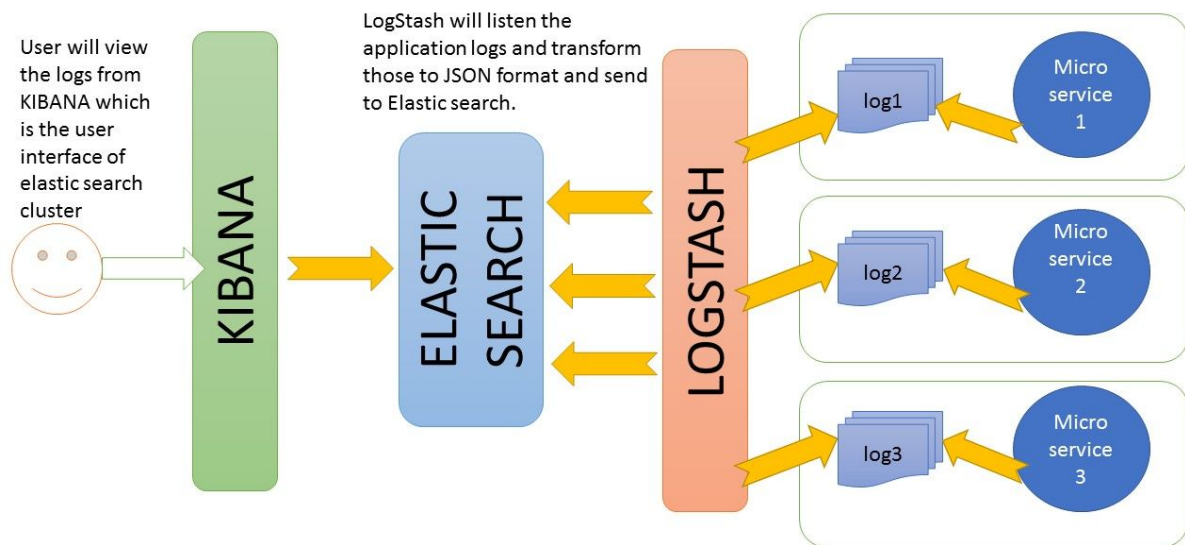 User will view
the logs from
KIBANA which
is the user
interface of
elastic search
cluster
KIBANA
LogStash will listen the
application logs and transform
those to JSON format and send
to Elastic search.
ELASTIC
SEARCH
LOGSTASH
log1
Micro
service
1
log2
Micro
service
2
log3
Micro
service
3